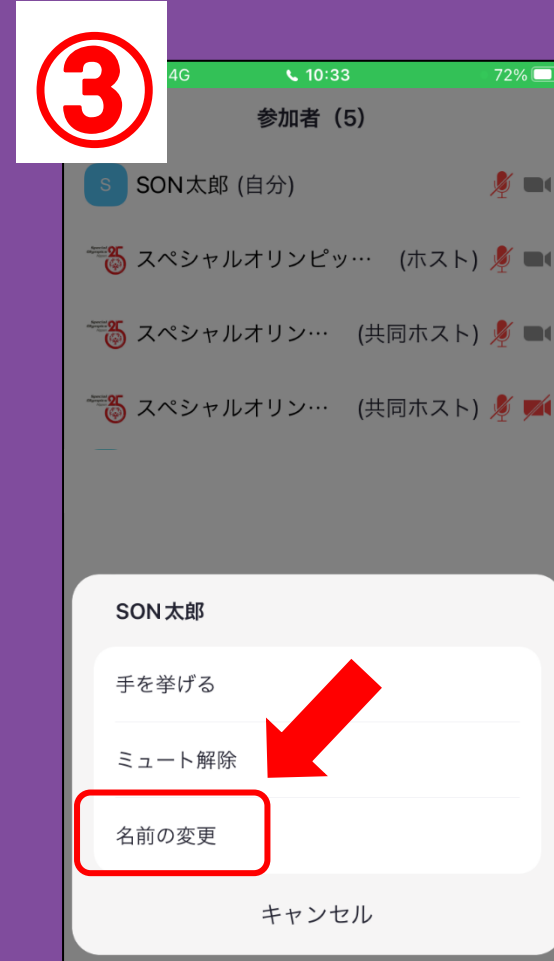 ③
4G 10:33 72%
参加者（5）
S SON太郎 (自分)
スペシャルオリンピッ… (ホスト)
スペシャルオリン… (共同ホスト)
スペシャルオリン… (共同ホスト)
SON太郎
手を挙げる
ミュート解除
名前の変更
キャンセル